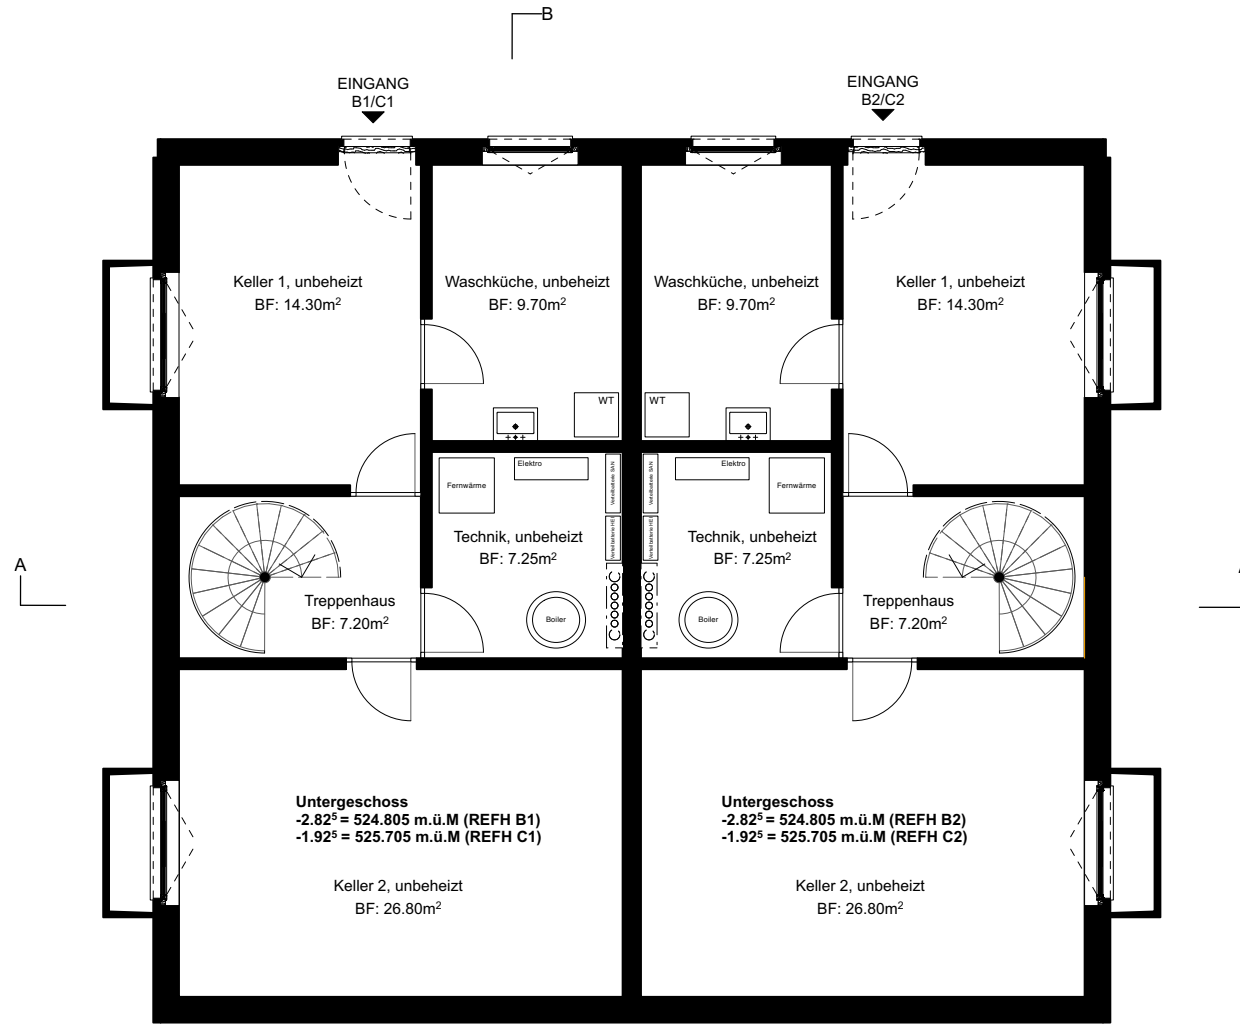 B
EINGANG
B1/C1
EINGANG
B2/C2
Keller 1, unbeheizt
BF: 14.30m²
Waschküche, unbeheizt
BF: 9.70m²
Waschküche, unbeheizt
BF: 9.70m²
Keller 1, unbeheizt
BF: 14.30m²
WT
WT
Elektro
Fernwärme
Elektro
Fernwärme
Technik, unbeheizt
BF: 7.25m²
Technik, unbeheizt
BF: 7.25m²
A
Treppenhaus
BF: 7.20m²
Boiler
Boiler
Treppenhaus
BF: 7.20m²
Untergeschoss
-2.82⁵ = 524.805 m.ü.M (REFH B1)
-1.92⁵ = 525.705 m.ü.M (REFH C1)
Untergeschoss
-2.82⁵ = 524.805 m.ü.M (REFH B2)
-1.92⁵ = 525.705 m.ü.M (REFH C2)
Keller 2, unbeheizt
BF: 26.80m²
Keller 2, unbeheizt
BF: 26.80m²